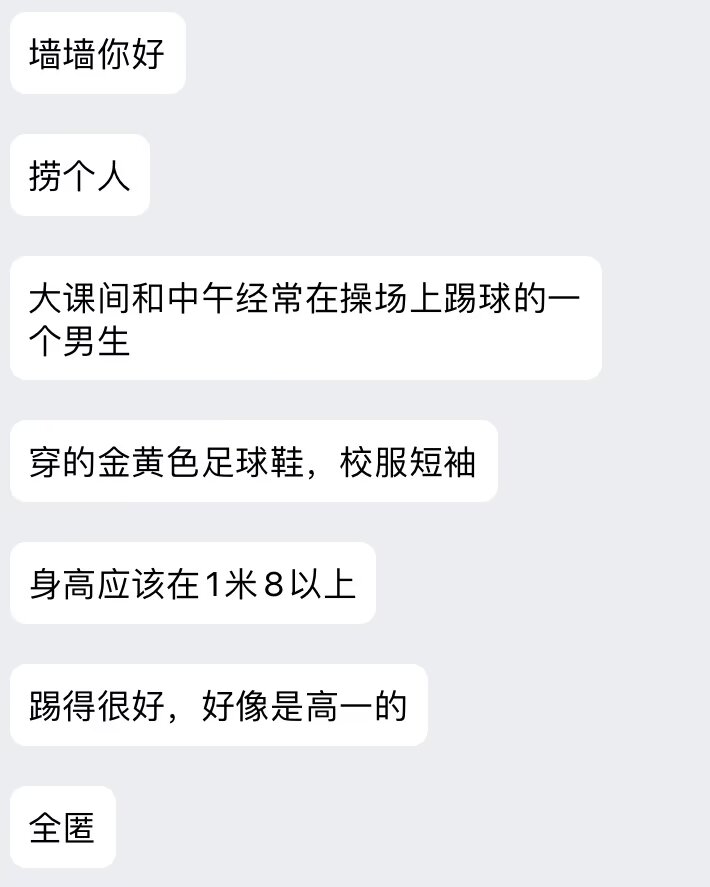 墙墙你好
捞个人
大课间和中午经常在操场上踢球的一
个男生
穿的金黄色足球鞋，校服短袖
身高应该在1米8以上
踢得很好，好像是高一的
全匿